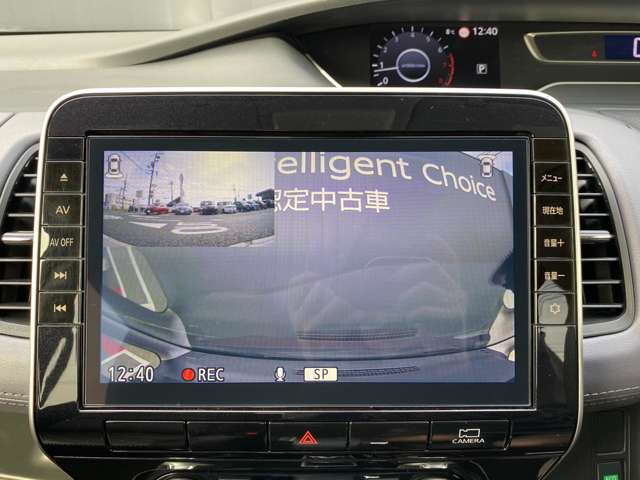 8℃ 12:40
P
elligent Choice
認定中古車
AV
AV OFF
メニュー
現在地
音量＋
音量－
12:40 REC SP
CAMERA